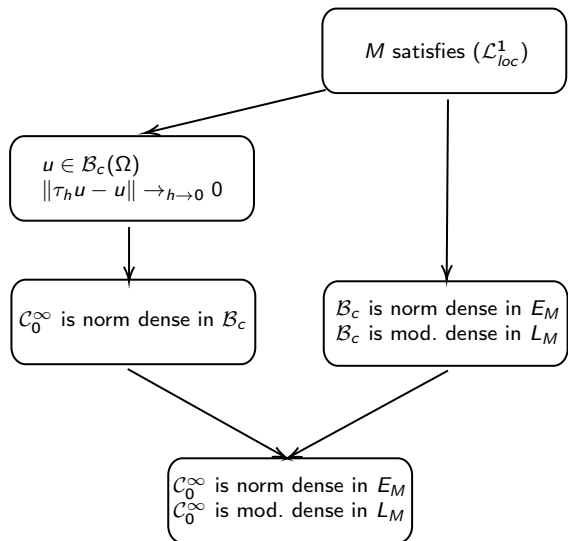 M satisfies (ℒ¹_loc)
u ∈ ℬ_c(Ω)
‖τ_h u − u‖ →_{h→0} 0
𝒞₀^∞ is norm dense in ℬ_c
ℬ_c is norm dense in E_M
ℬ_c is mod. dense in L_M
𝒞₀^∞ is norm dense in E_M
𝒞₀^∞ is mod. dense in L_M